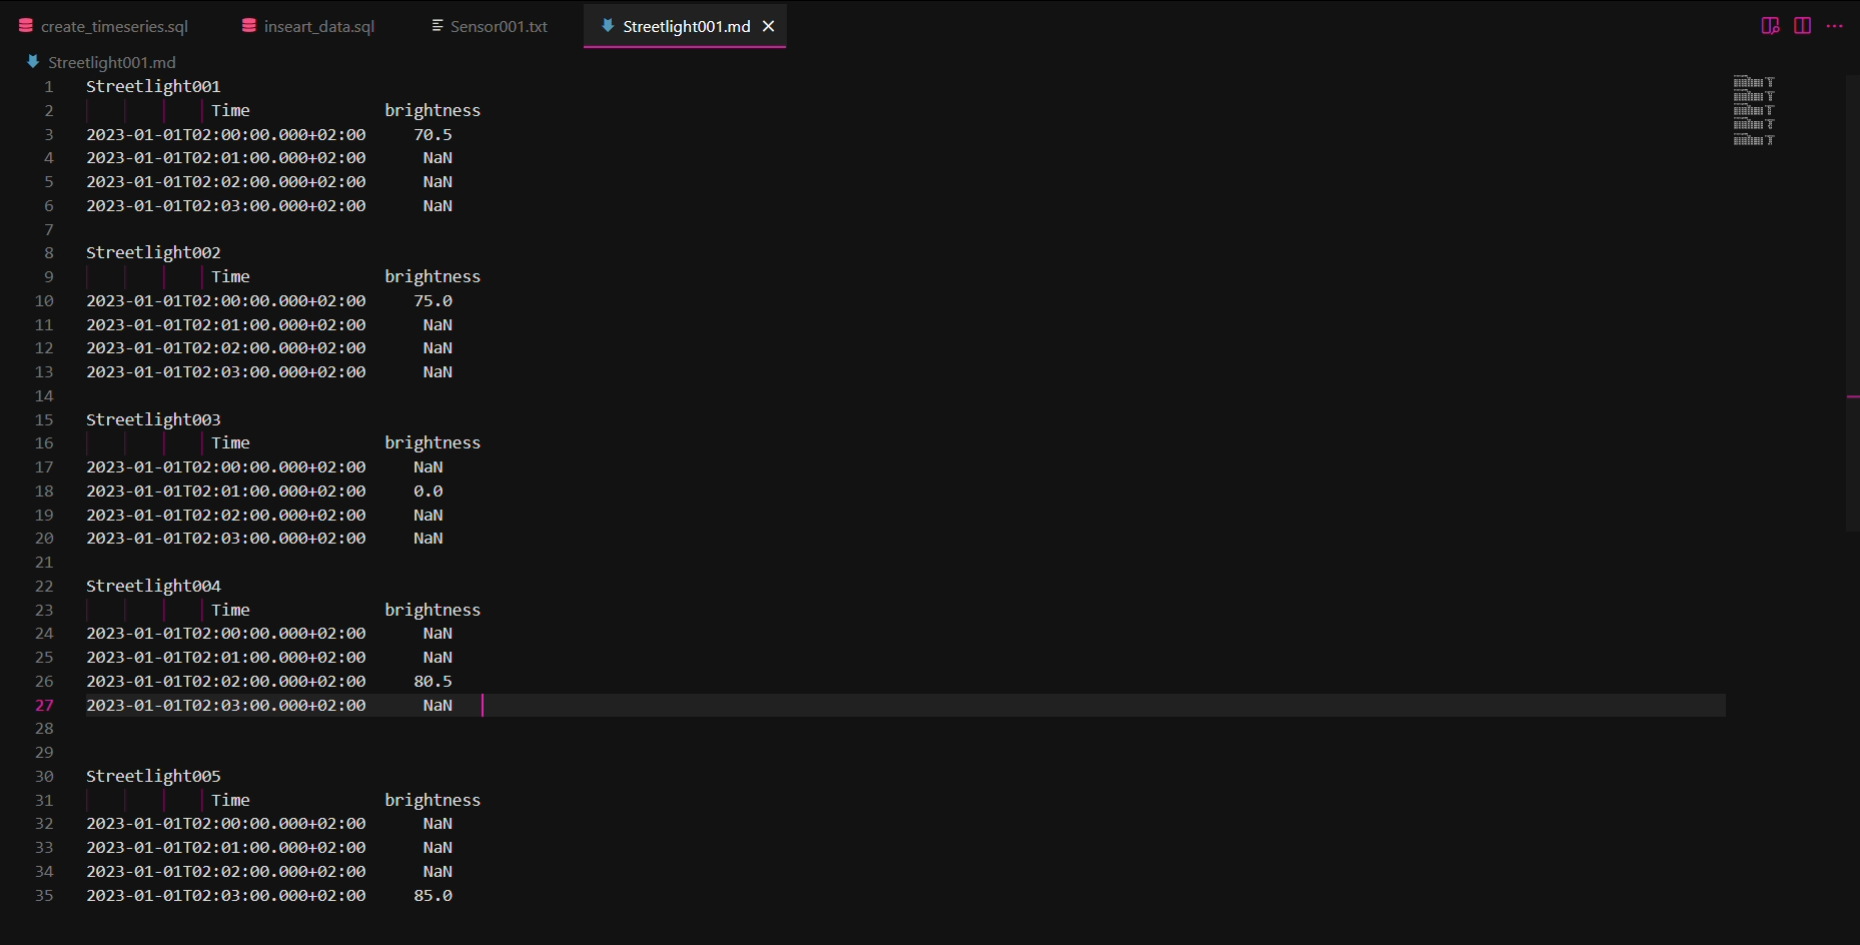 create_timeseries.sql inseart_data.sql Sensor001.txt Streetlight001.md
Streetlight001.md
1 Streetlight001
2 Time brightness
3 2023-01-01T02:00:00.000+02:00 70.5
4 2023-01-01T02:01:00.000+02:00 NaN
5 2023-01-01T02:02:00.000+02:00 NaN
6 2023-01-01T02:03:00.000+02:00 NaN
7
8 Streetlight002
9 Time brightness
10 2023-01-01T02:00:00.000+02:00 75.0
11 2023-01-01T02:01:00.000+02:00 NaN
12 2023-01-01T02:02:00.000+02:00 NaN
13 2023-01-01T02:03:00.000+02:00 NaN
14
15 Streetlight003
16 Time brightness
17 2023-01-01T02:00:00.000+02:00 NaN
18 2023-01-01T02:01:00.000+02:00 0.0
19 2023-01-01T02:02:00.000+02:00 NaN
20 2023-01-01T02:03:00.000+02:00 NaN
21
22 Streetlight004
23 Time brightness
24 2023-01-01T02:00:00.000+02:00 NaN
25 2023-01-01T02:01:00.000+02:00 NaN
26 2023-01-01T02:02:00.000+02:00 80.5
27 2023-01-01T02:03:00.000+02:00 NaN
28
29
30 Streetlight005
31 Time brightness
32 2023-01-01T02:00:00.000+02:00 NaN
33 2023-01-01T02:01:00.000+02:00 NaN
34 2023-01-01T02:02:00.000+02:00 NaN
35 2023-01-01T02:03:00.000+02:00 85.0